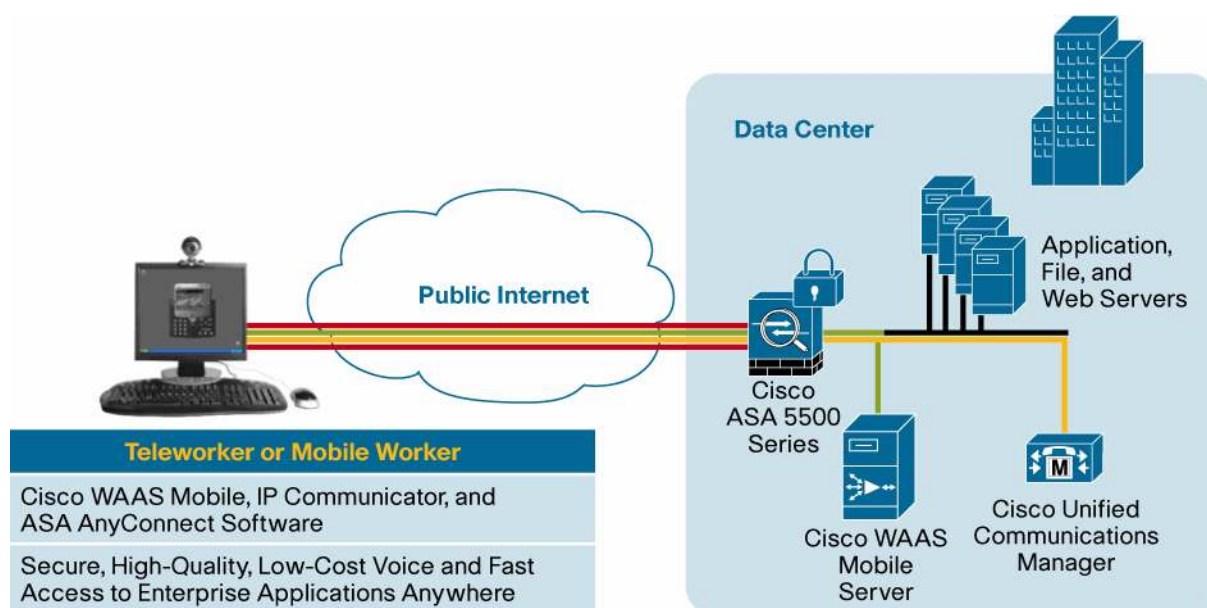 Data Center
Public Internet
Application,
File, and
Web Servers
Cisco
ASA 5500
Series
Cisco WAAS
Mobile
Server
M
Cisco Unified
Communications
Manager
Teleworker or Mobile Worker
Cisco WAAS Mobile, IP Communicator, and
ASA AnyConnect Software
Secure, High-Quality, Low-Cost Voice and Fast
Access to Enterprise Applications Anywhere